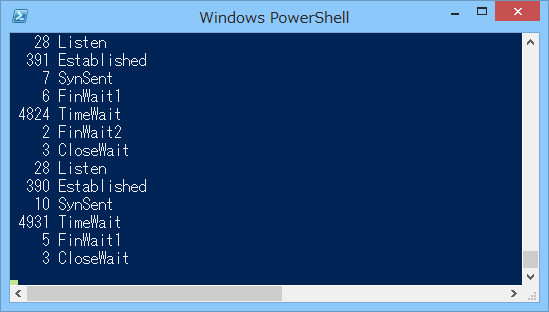 Windows PowerShell
28 Listen
391 Established
7 SynSent
6 FinWait1
4824 TimeWait
2 FinWait2
3 CloseWait
28 Listen
390 Established
10 SynSent
4931 TimeWait
5 FinWait1
3 CloseWait